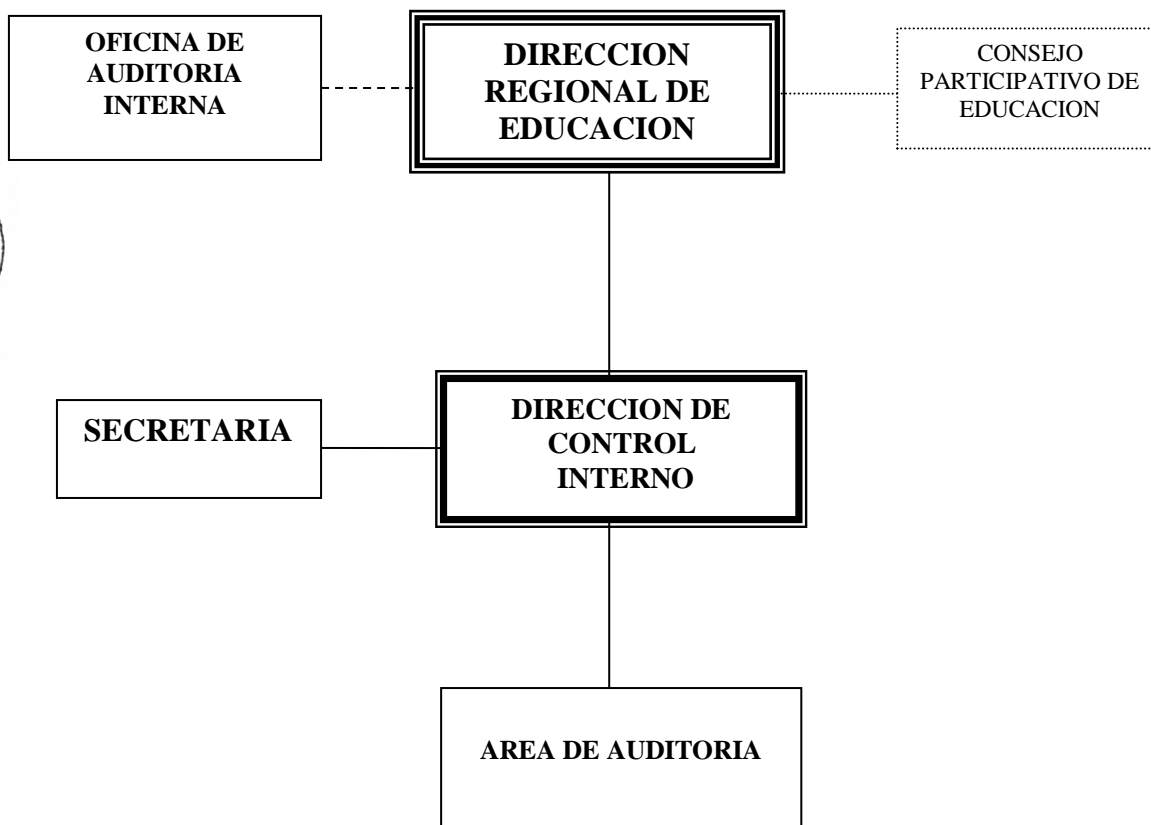 OFICINA DE
AUDITORIA
INTERNA
DIRECCION
REGIONAL DE
EDUCACION
CONSEJO
PARTICIPATIVO DE
EDUCACION
SECRETARIA
DIRECCION DE
CONTROL
INTERNO
AREA DE AUDITORIA